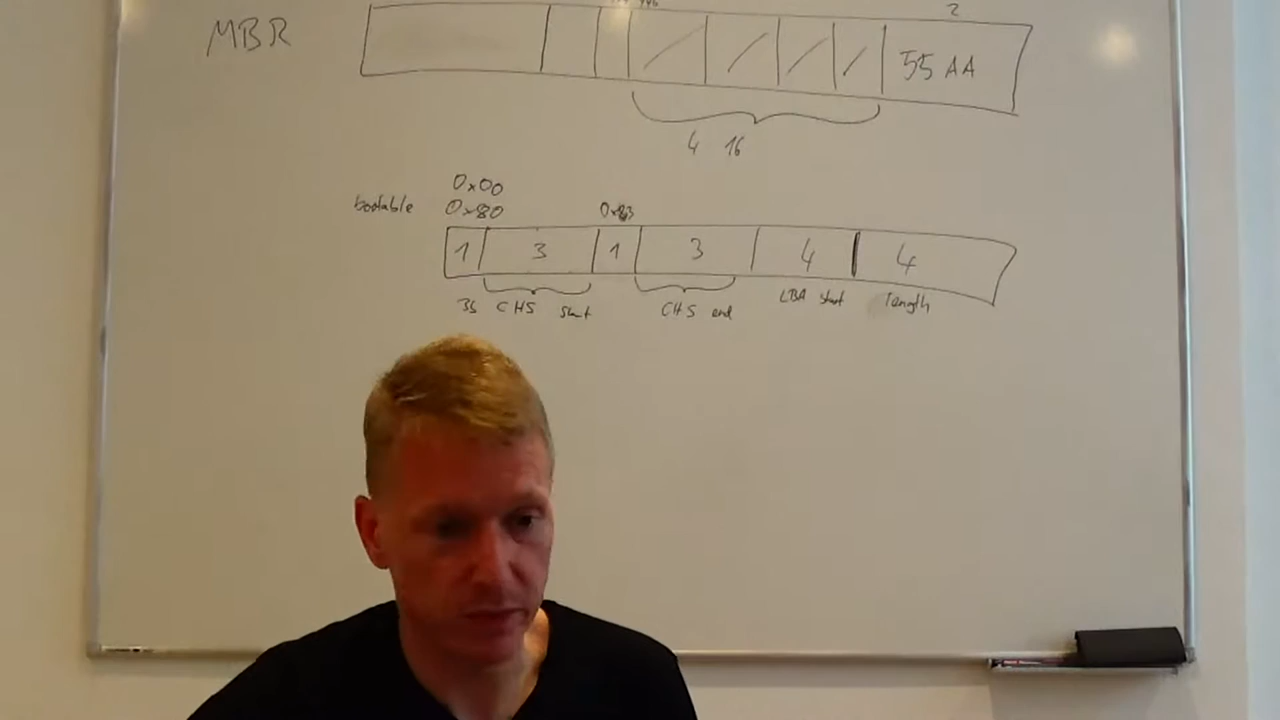 2
MBR 55 AA
4 16
0x00
bootable 0x80 0x83
1 3 1 3 4 4
CHS start CHS end LBA start length